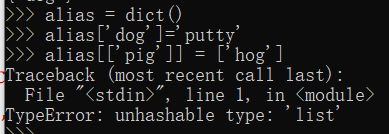 >>> alias = dict()
>>> alias['dog']='putty'
>>> alias[['pig']] = ['hog']
Traceback (most recent call last):
  File "<stdin>", line 1, in <module>
TypeError: unhashable type: 'list'
>>>